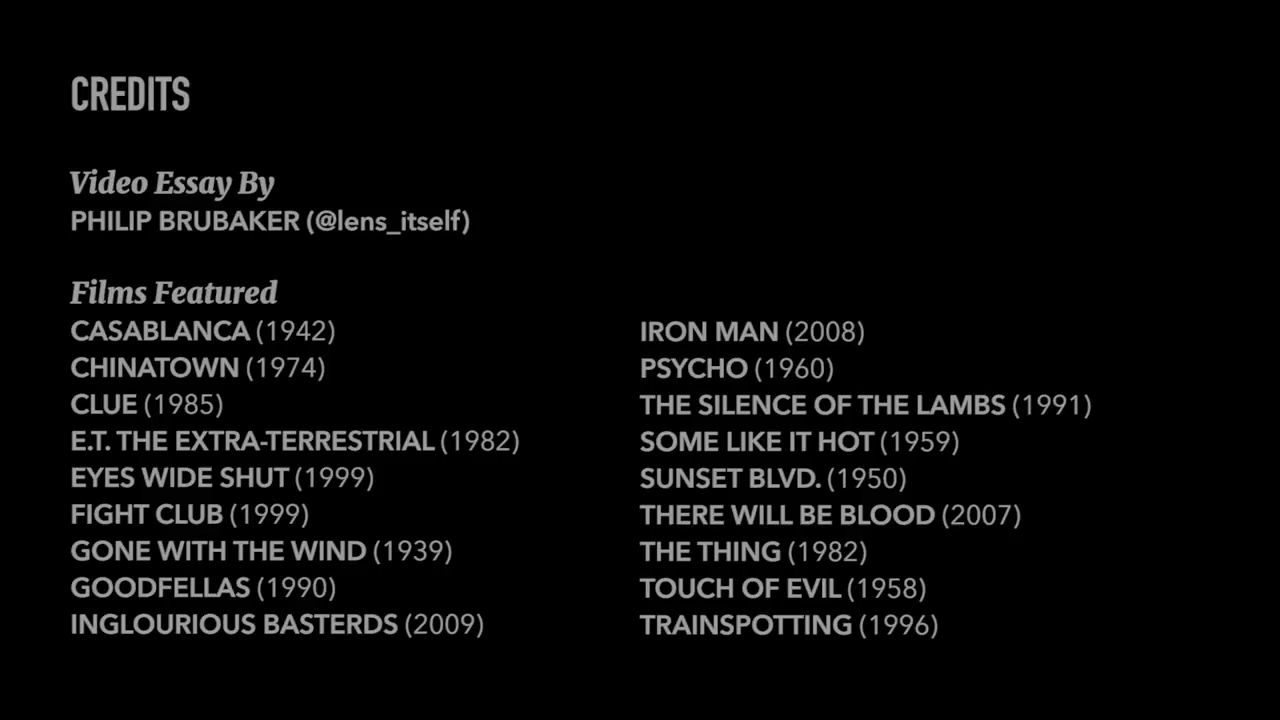 CREDITS
Video Essay By
PHILIP BRUBAKER (@lens_itself)
Films Featured
CASABLANCA (1942)
CHINATOWN (1974)
CLUE (1985)
E.T. THE EXTRA-TERRESTRIAL (1982)
EYES WIDE SHUT (1999)
FIGHT CLUB (1999)
GONE WITH THE WIND (1939)
GOODFELLAS (1990)
INGLOURIOUS BASTERDS (2009)
IRON MAN (2008)
PSYCHO (1960)
THE SILENCE OF THE LAMBS (1991)
SOME LIKE IT HOT (1959)
SUNSET BLVD. (1950)
THERE WILL BE BLOOD (2007)
THE THING (1982)
TOUCH OF EVIL (1958)
TRAINSPOTTING (1996)